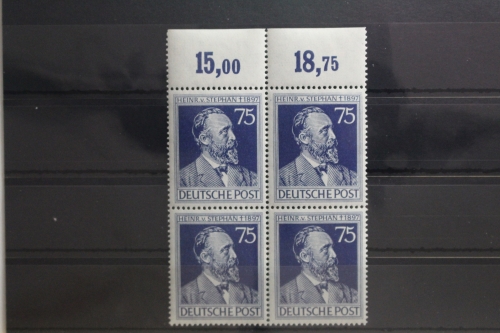 15,00 18,75
HEINR.v.STEPHAN †1897 HEINR.v.STEPHAN †1897
75 75
DEUTSCHE POST DEUTSCHE POST
HEINR.v.STEPHAN †1897 HEINR.v.STEPHAN †1897
75 75
DEUTSCHE POST DEUTSCHE POST